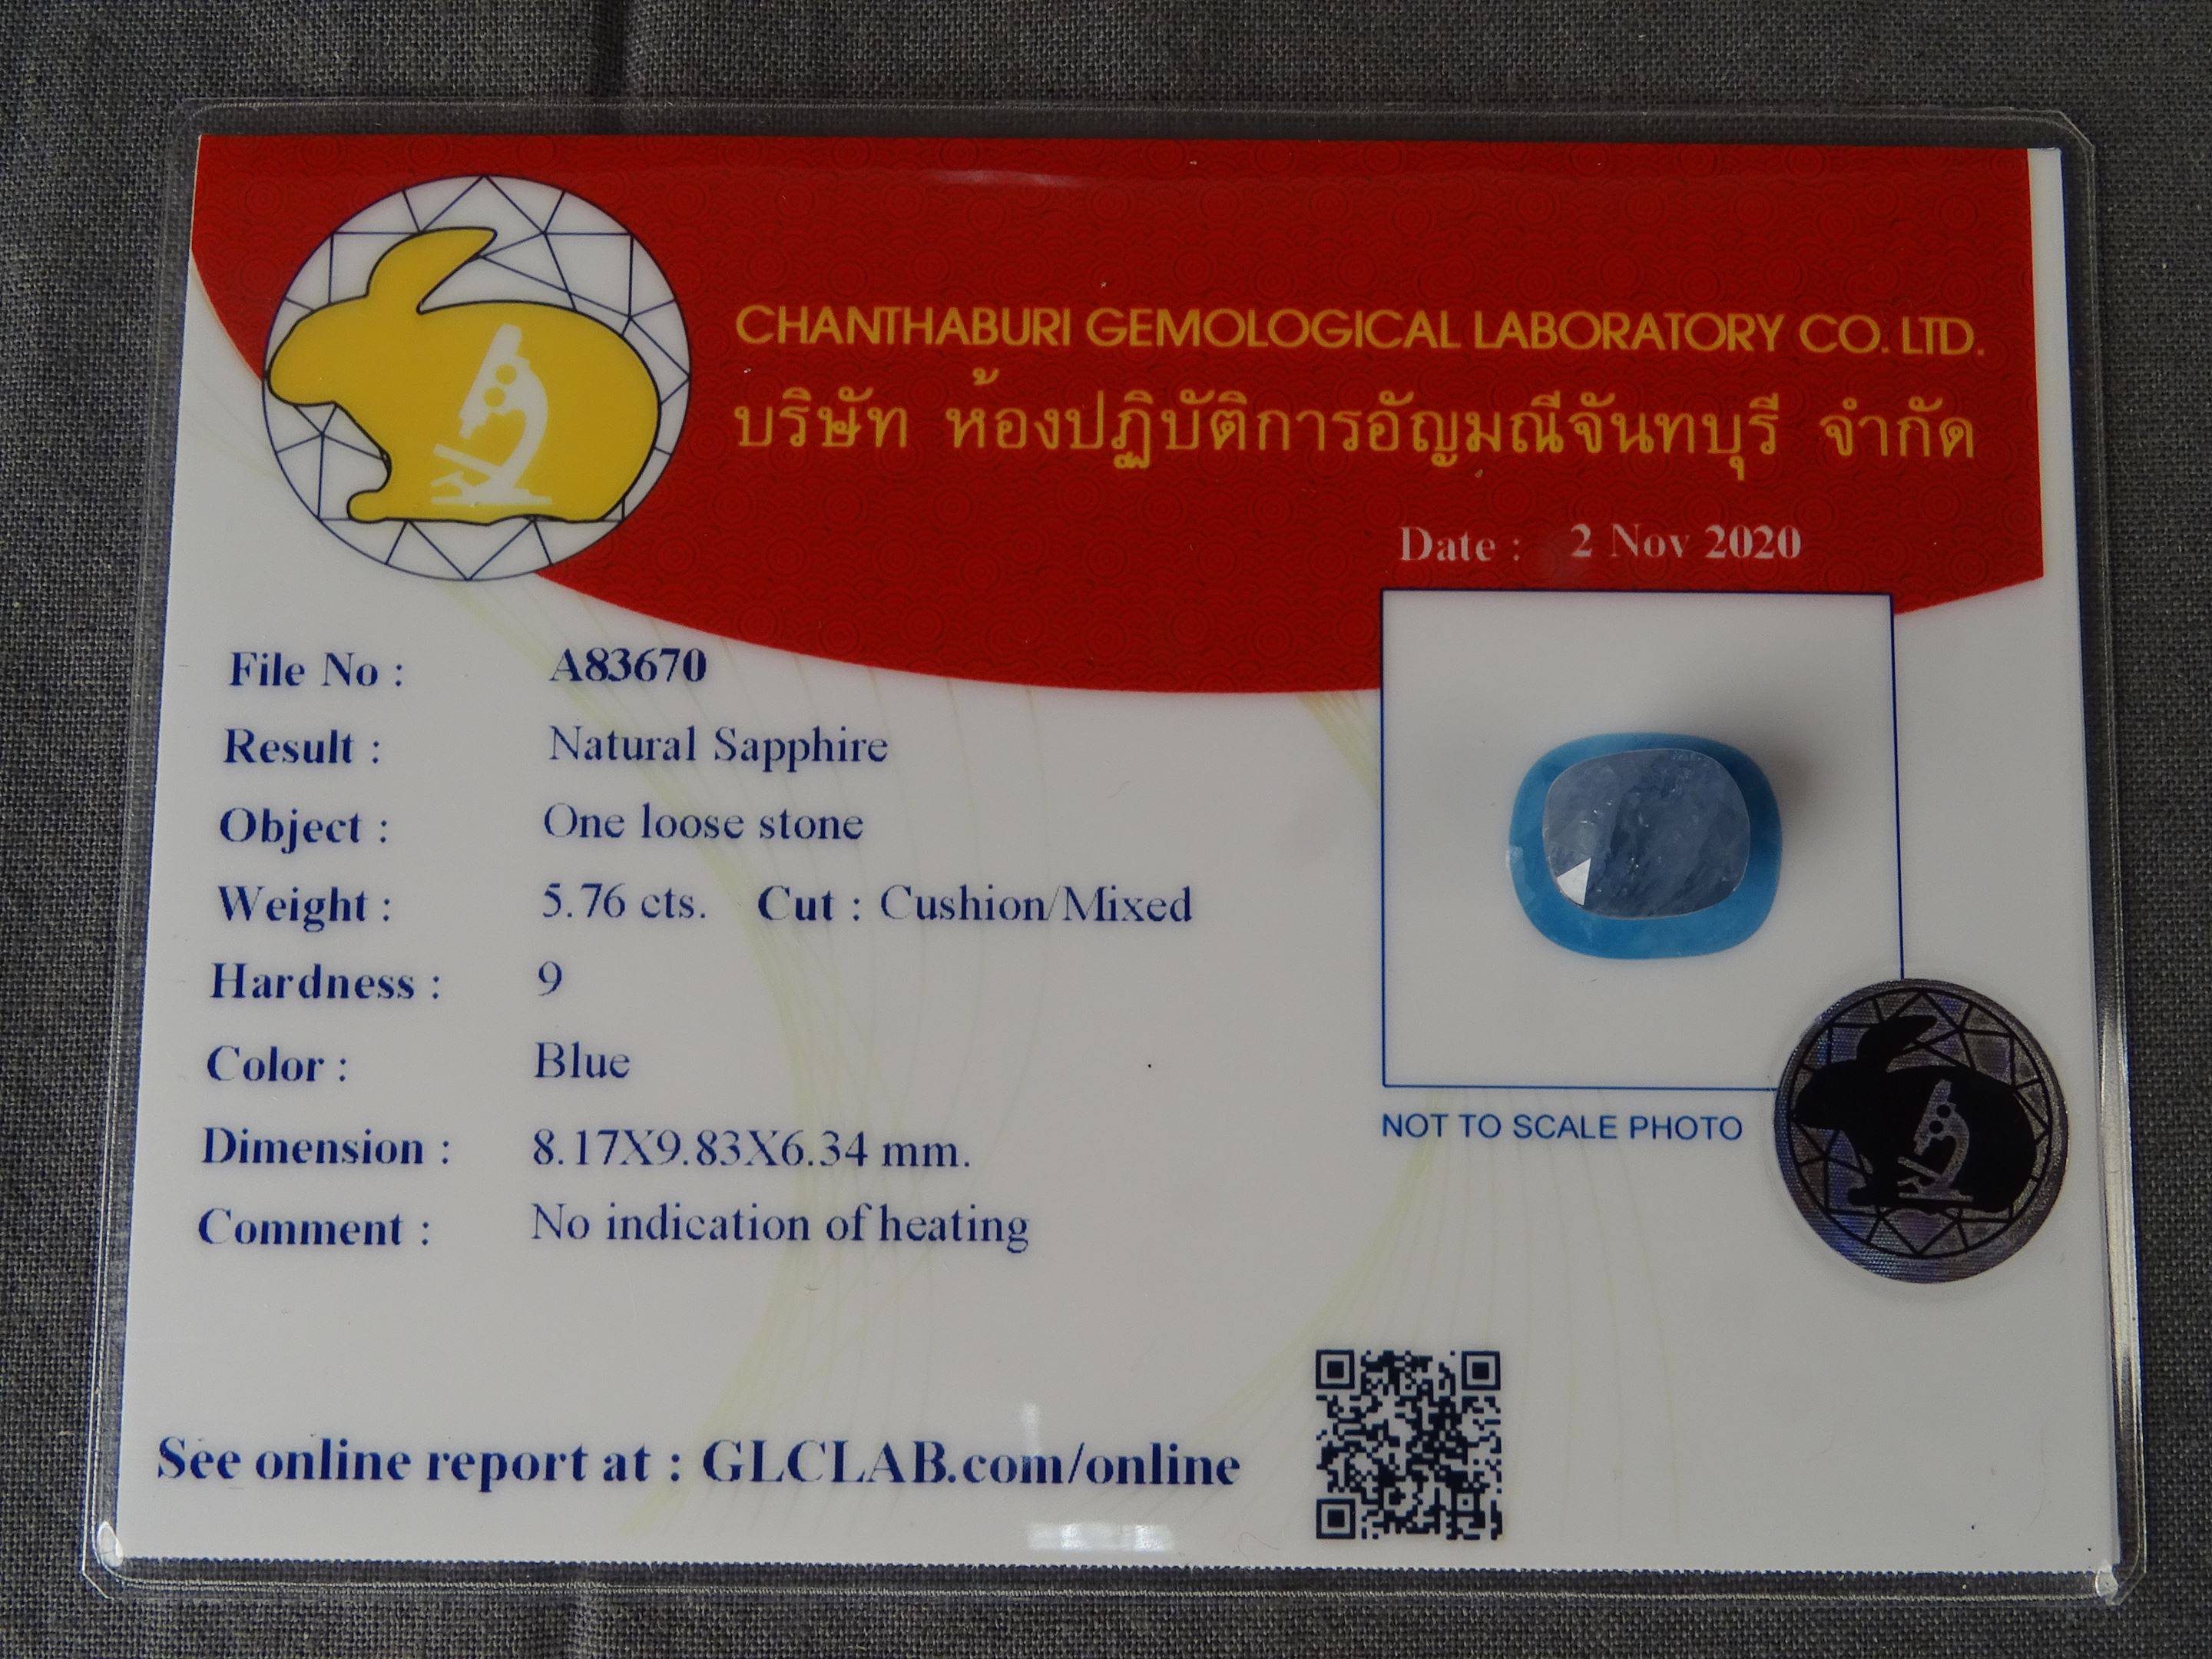 CHANTHABURI GEMOLOGICAL LABORATORY CO. LTD.
บริษัท ห้องปฏิบัติการอัญมณีจันทบุรี จำกัด
Date : 2 Nov 2020
File No : A83670
Result : Natural Sapphire
Object : One loose stone
Weight : 5.76 cts. Cut : Cushion/Mixed
Hardness : 9
Color : Blue
Dimension : 8.17X9.83X6.34 mm.
Comment : No indication of heating
NOT TO SCALE PHOTO
See online report at : GLCLAB.com/online